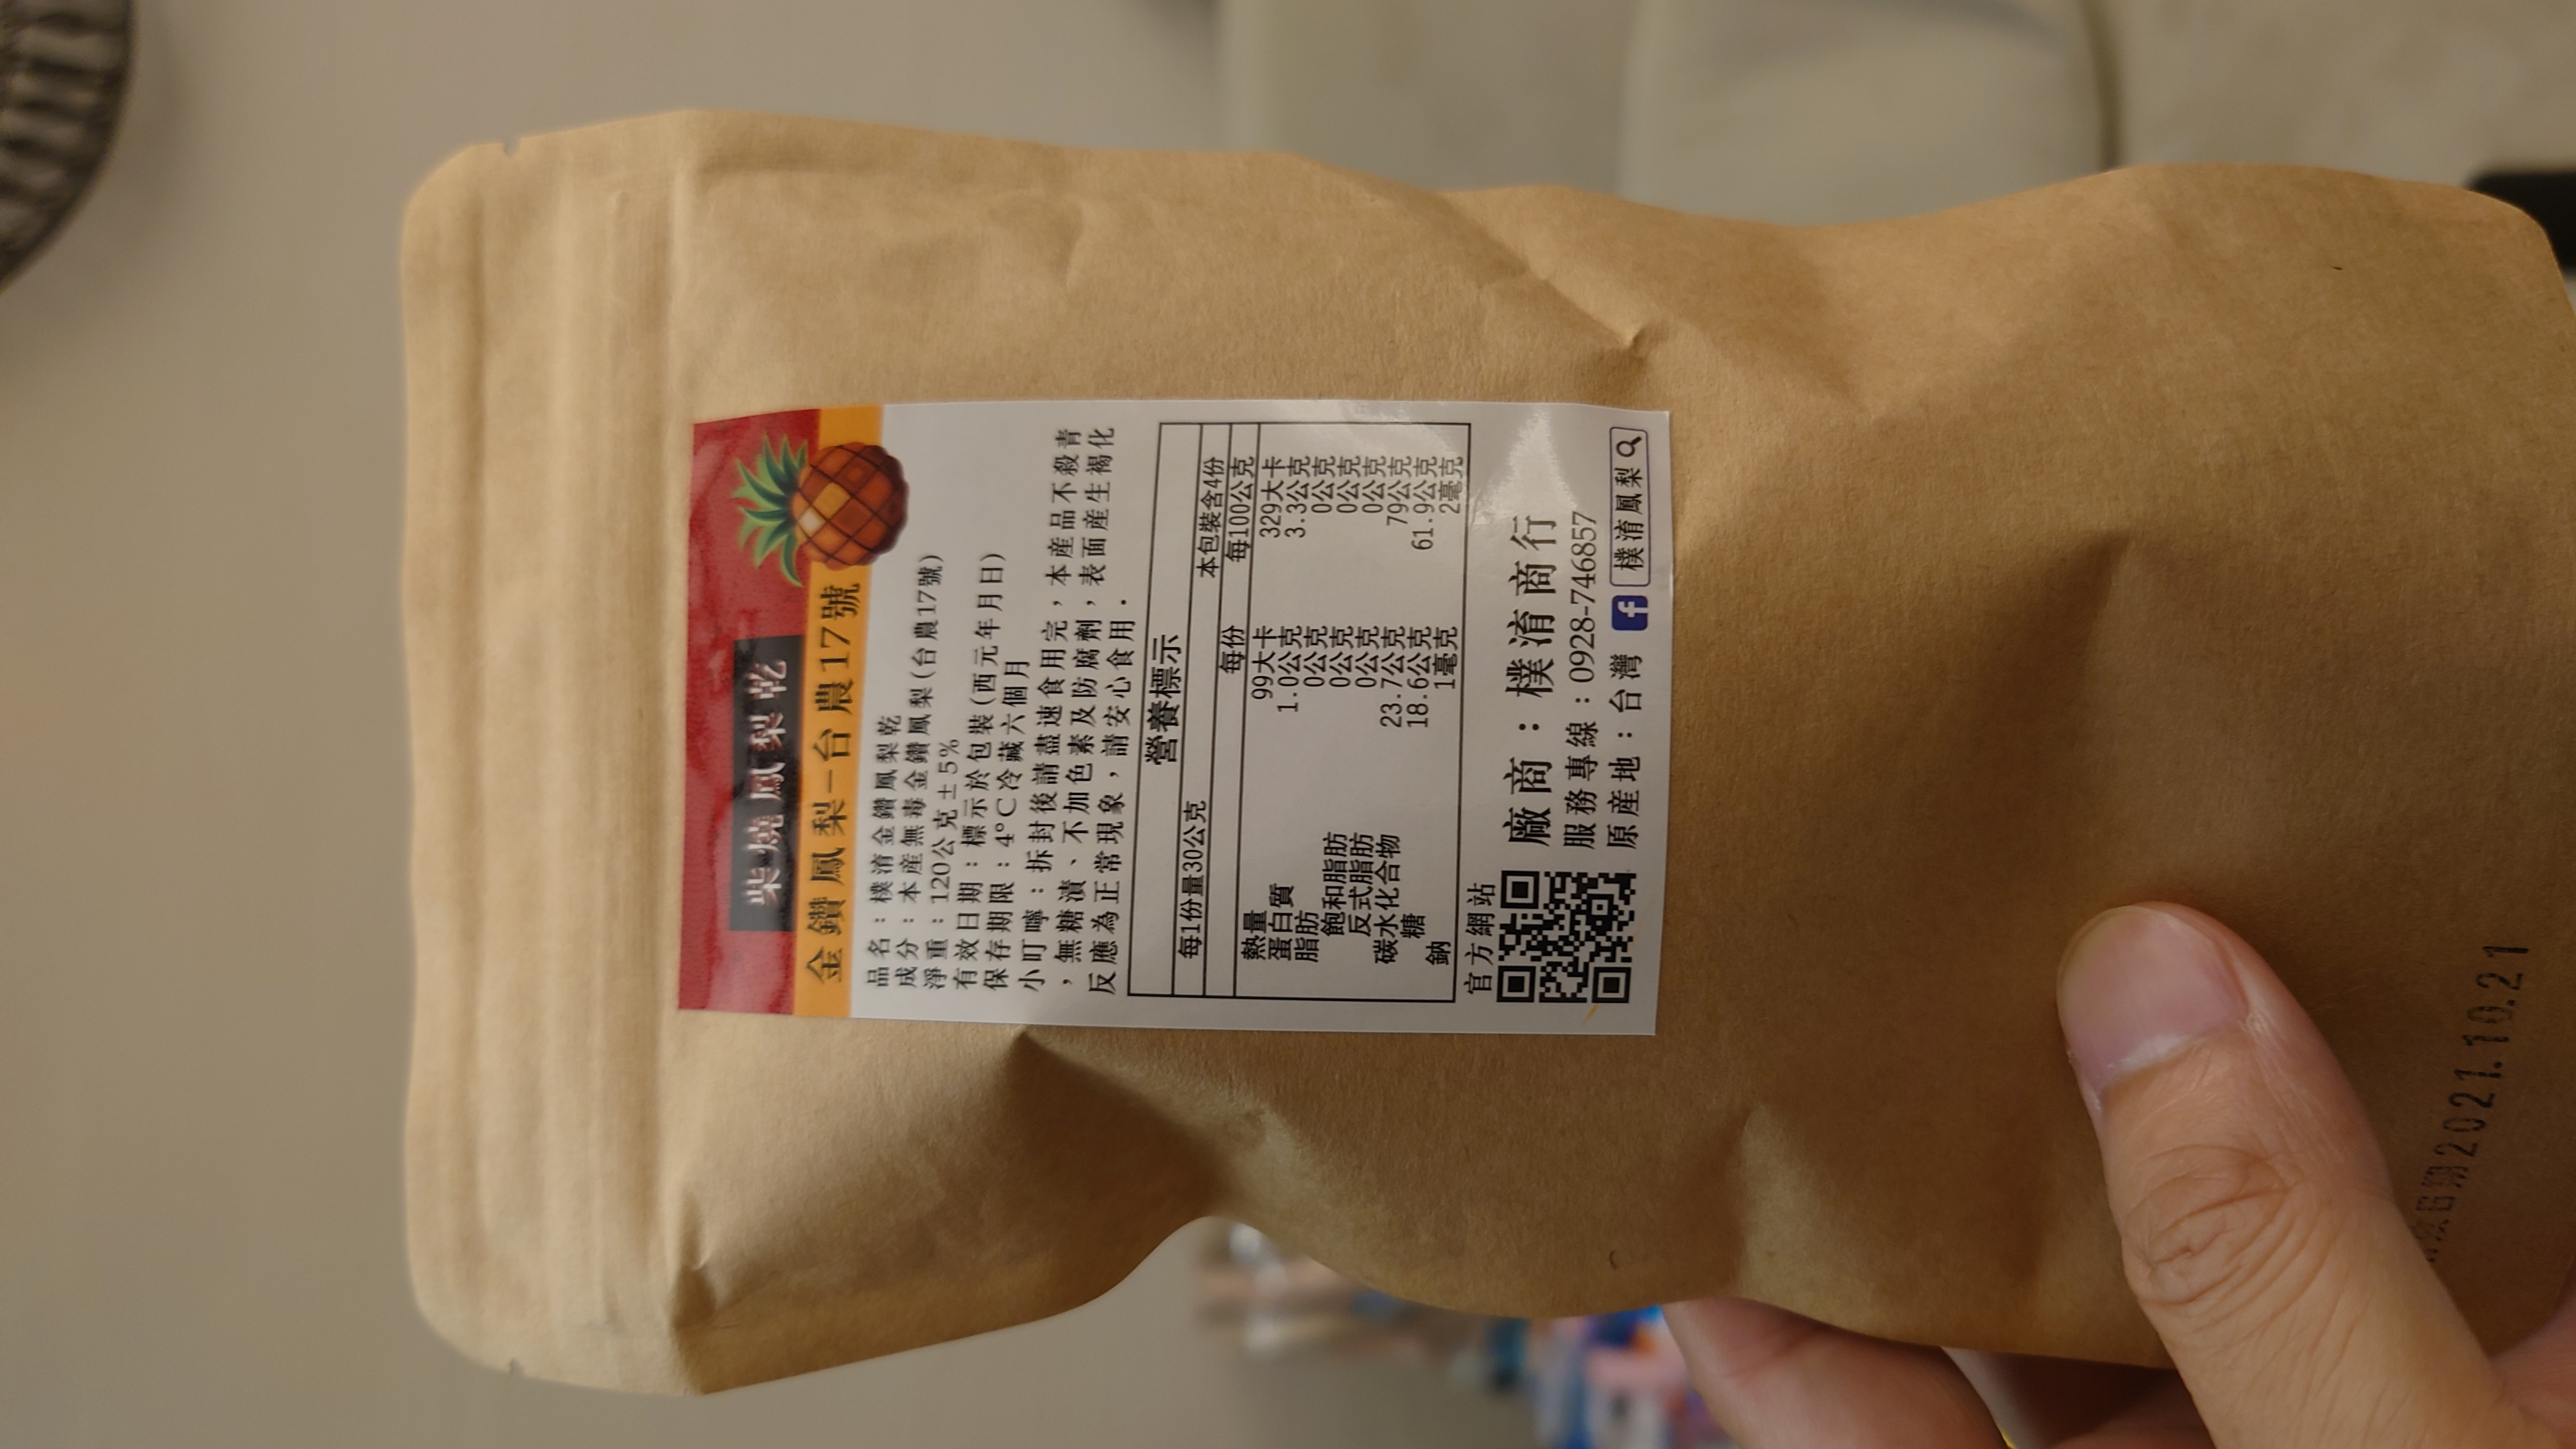 柴燒鳳梨乾
金鑽鳳梨-台農17號
品名：樸淯金鑽鳳梨乾
成分：本產無毒金鑽鳳梨(台農17號)
淨重：120公克±5%
有效日期：標示於包裝(西元年月日)
保存期限：4°C冷藏六個月
小叮嚀：拆封後請盡速食用完，本產品不殺青
，無糖漬、不加色素及防腐劑，表面產生褐化
反應為正常現象，請安心食用．
營養標示
每1份量30公克 本包裝含4份
每份 每100公克
熱量 99大卡 329大卡
蛋白質 1.0公克 3.3公克
脂肪 0公克 0公克
飽和脂肪 0公克 0公克
反式脂肪 0公克 0公克
碳水化合物 23.7公克 79公克
糖 18.6公克 61.9公克
鈉 1毫克 2毫克
官方網站
廠商：樸淯商行
服務專線：0928-746857
原產地：台灣 f 樸淯鳳梨
效日期2021.10.21